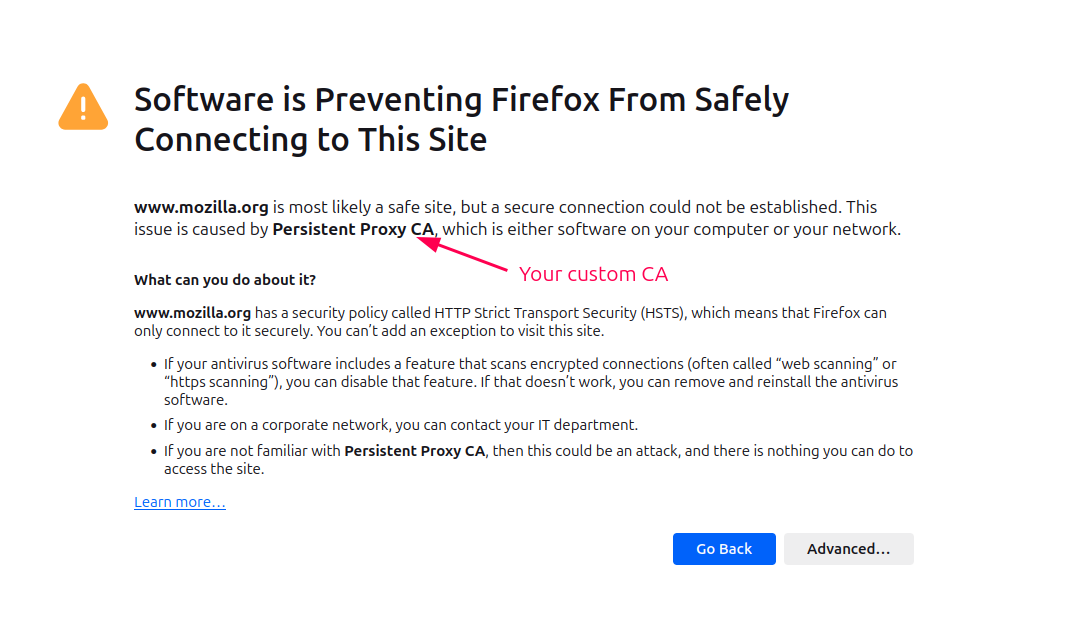 Software is Preventing Firefox From Safely
Connecting to This Site
www.mozilla.org is most likely a safe site, but a secure connection could not be established. This
issue is caused by Persistent Proxy CA, which is either software on your computer or your network.
Your custom CA
What can you do about it?
www.mozilla.org has a security policy called HTTP Strict Transport Security (HSTS), which means that Firefox can
only connect to it securely. You can’t add an exception to visit this site.
• If your antivirus software includes a feature that scans encrypted connections (often called “web scanning” or
“https scanning”), you can disable that feature. If that doesn’t work, you can remove and reinstall the antivirus
software.
• If you are on a corporate network, you can contact your IT department.
• If you are not familiar with Persistent Proxy CA, then this could be an attack, and there is nothing you can do to
access the site.
Learn more…
Go Back
Advanced…